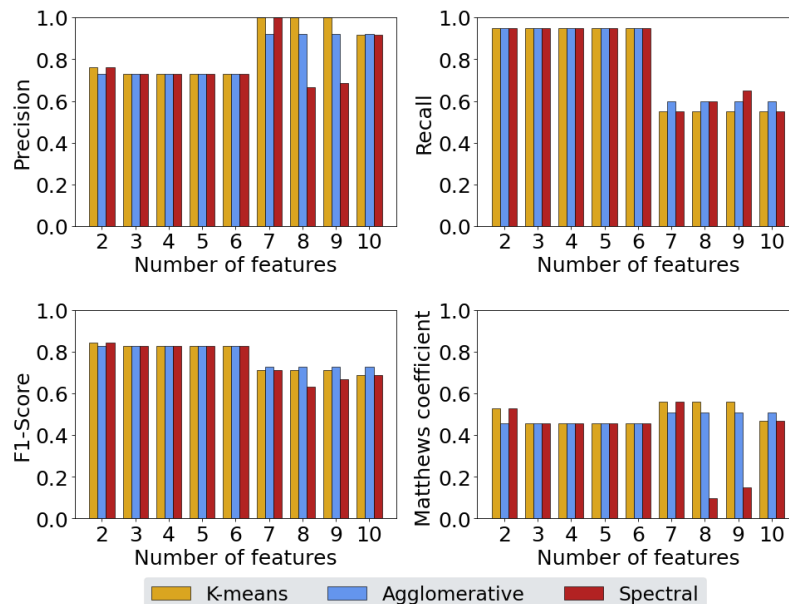 1.0
0.8
0.6
0.4
0.2
0.0
Precision
2 3 4 5 6 7 8 9 10
Number of features
1.0
0.8
0.6
0.4
0.2
0.0
Recall
2 3 4 5 6 7 8 9 10
Number of features
1.0
0.8
0.6
0.4
0.2
0.0
F1-Score
2 3 4 5 6 7 8 9 10
Number of features
1.0
0.8
0.6
0.4
0.2
0.0
Matthews coefficient
2 3 4 5 6 7 8 9 10
Number of features
K-means Agglomerative Spectral